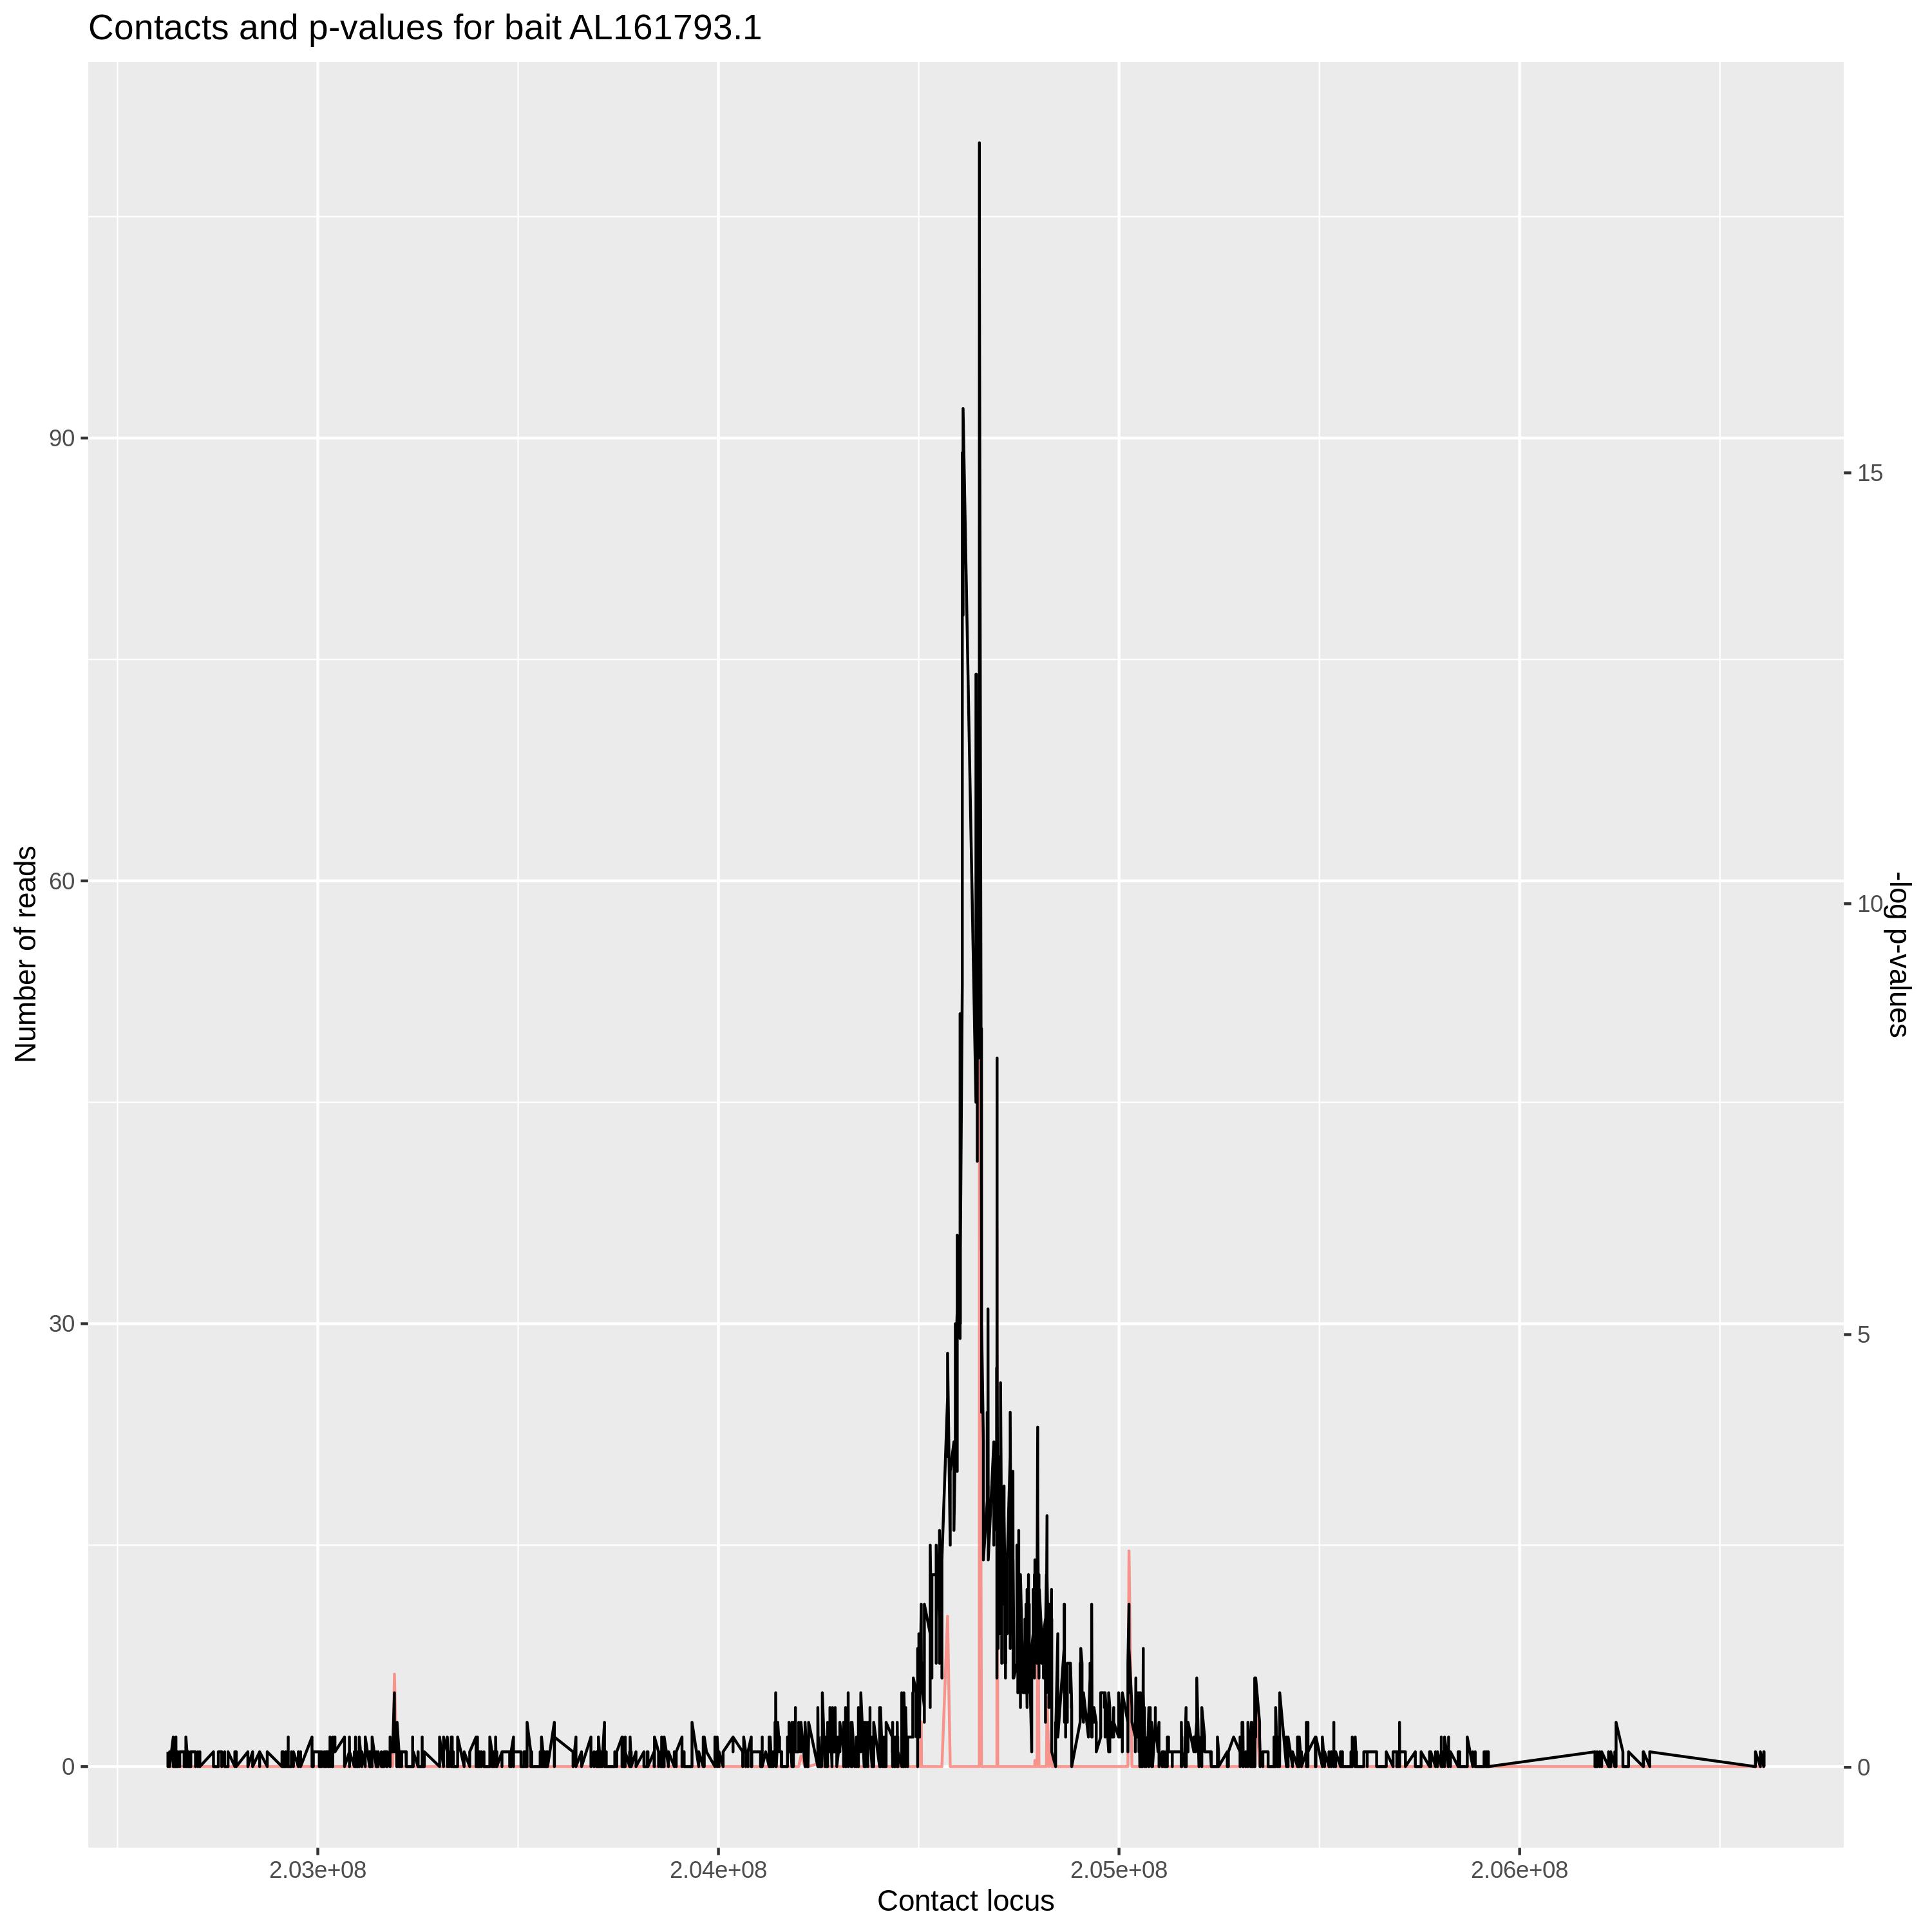 Contacts and p-values for bait AL161793.1
Number of reads
90
60
30
0
15
10
5
0
-log p-values
2.03e+08
2.04e+08
2.05e+08
2.06e+08
Contact locus